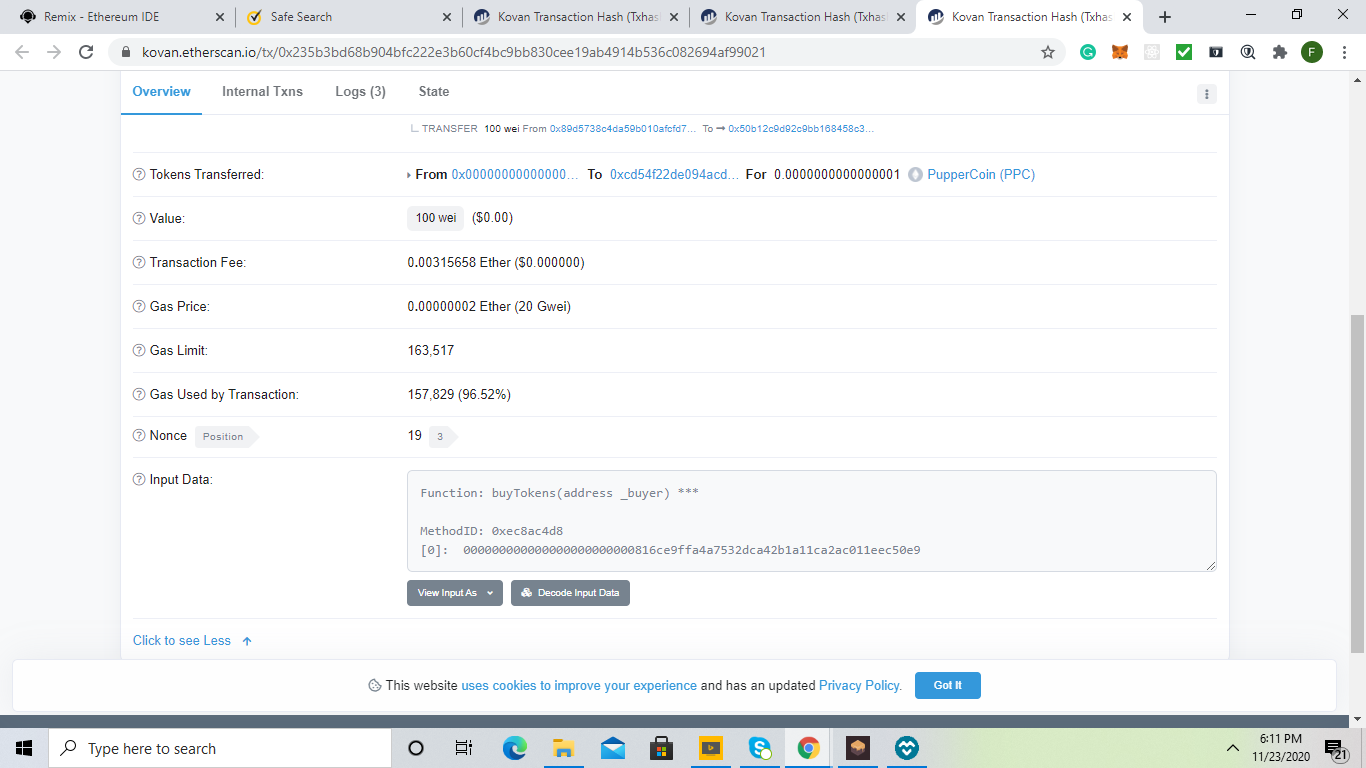 Remix - Ethereum IDE
Safe Search
Kovan Transaction Hash (Txhas
Kovan Transaction Hash (Txhas
Kovan Transaction Hash (Txhas
kovan.etherscan.io/tx/0x235b3bd68b904bfc222e3b60cf4bc9bb830cee19ab4914b536c082694af99021
F
Overview Internal Txns Logs (3) State
TRANSFER 100 wei From 0x89d5738c4da59b010afcfd7... To → 0x50b12c9d92c9bb168458c3...
Tokens Transferred: From 0x00000000000000... To 0xcd54f22de094acd... For 0.0000000000000001 PupperCoin (PPC)
Value: 100 wei ($0.00)
Transaction Fee: 0.00315658 Ether ($0.000000)
Gas Price: 0.00000002 Ether (20 Gwei)
Gas Limit: 163,517
Gas Used by Transaction: 157,829 (96.52%)
Nonce Position 19 3
Input Data:
Function: buyTokens(address _buyer) ***
MethodID: 0xec8ac4d8
[0]: 000000000000000000000000816ce9ffa4a7532dca42b1a11ca2ac011eec50e9
View Input As Decode Input Data
Click to see Less
This website uses cookies to improve your experience and has an updated Privacy Policy. Got It
Type here to search
6:11 PM
11/23/2020
21